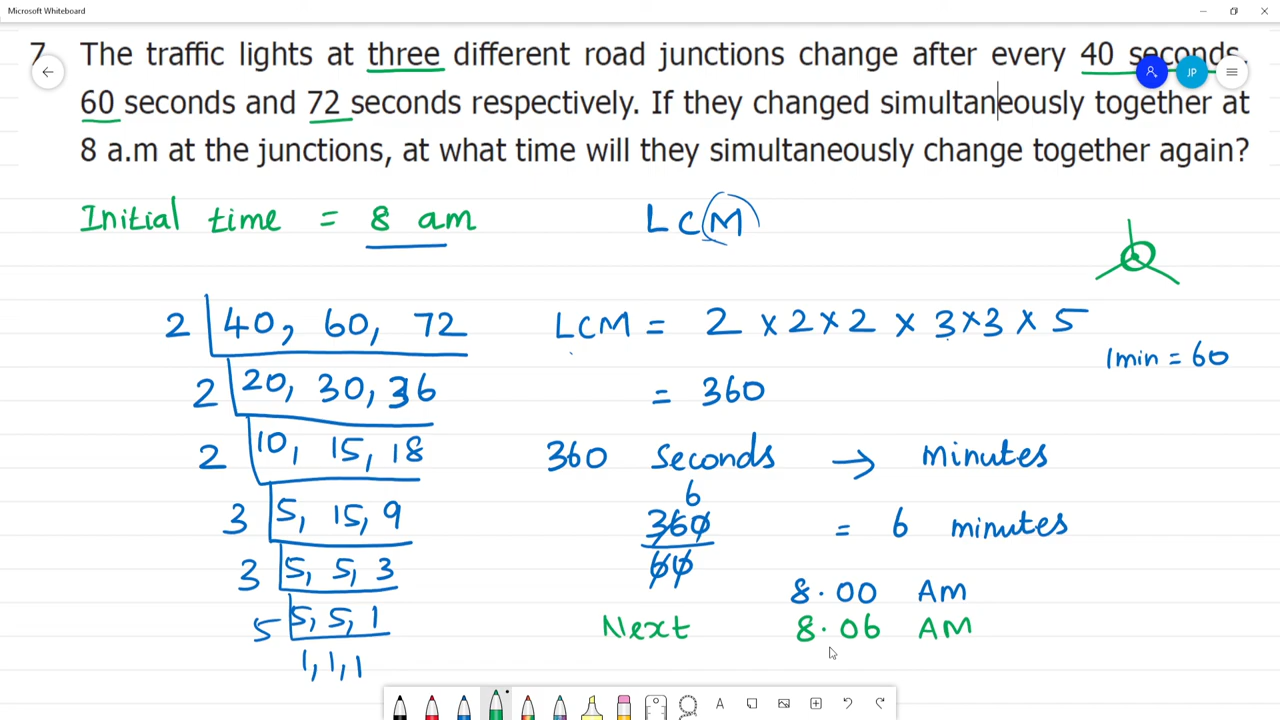 Microsoft Whiteboard
7. The traffic lights at three different road junctions change after every 40 seconds,
JP
60 seconds and 72 seconds respectively. If they changed simultaneously together at
8 a.m at the junctions, at what time will they simultaneously change together again?
Initial time = 8 am
LCM
2 40, 60, 72
LCM = 2 × 2 × 2 × 3 × 3 × 5
1min = 60
2 20, 30, 36
= 360
2 10, 15, 18
360 Seconds → minutes
3 5, 15, 9
6
360
60
= 6 minutes
3 5, 5, 3
8.00 Am
5 5, 5, 1
Next 8.06 AM
1, 1, 1
A